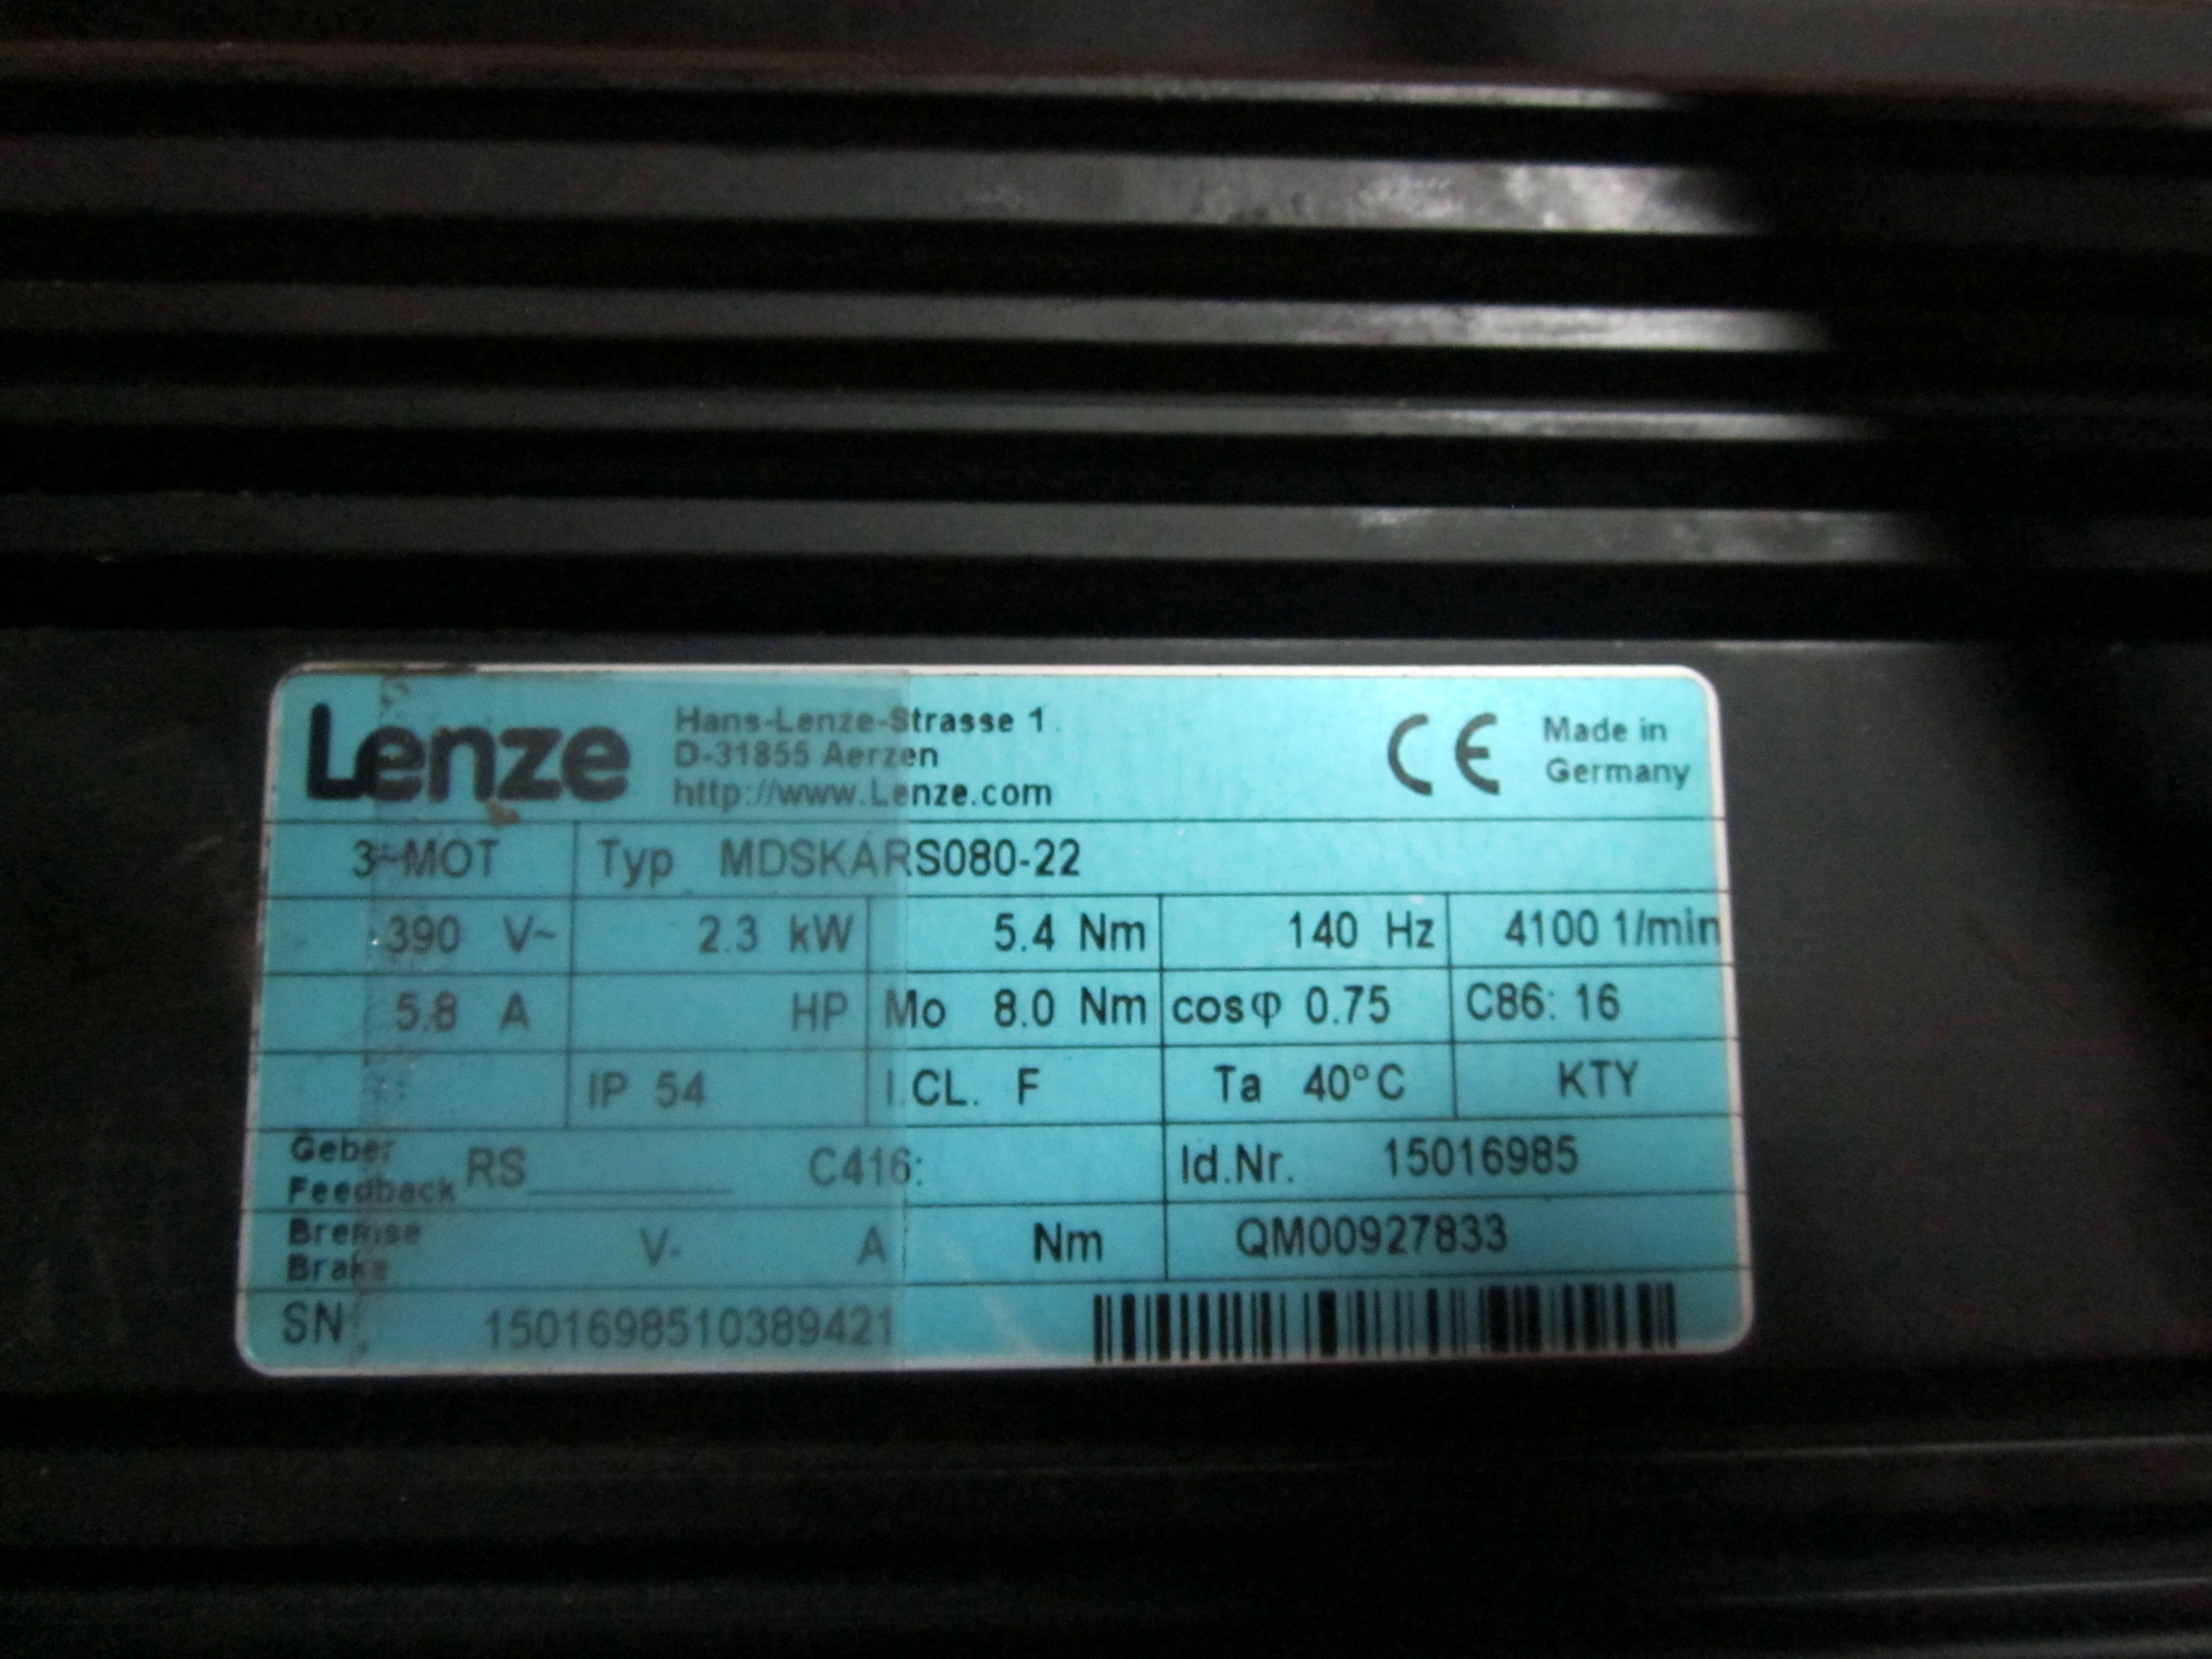 Lenze
Hans-Lenze-Strasse 1
D-31855 Aerzen
http://www.Lenze.com
CE
Made in
Germany
3~MOT Typ MDSKARS080-22
390 V~ 2.3 kW 5.4 Nm 140 Hz 4100 1/min
5.8 A HP Mo 8.0 Nm cosφ 0.75 C86: 16
IP 54 I.CL. F Ta 40°C KTY
Geber
Feedback RS_________ C416: Id.Nr. 15016985
Bremse
Brake V- A Nm QM00927833
SN 1501698510389421